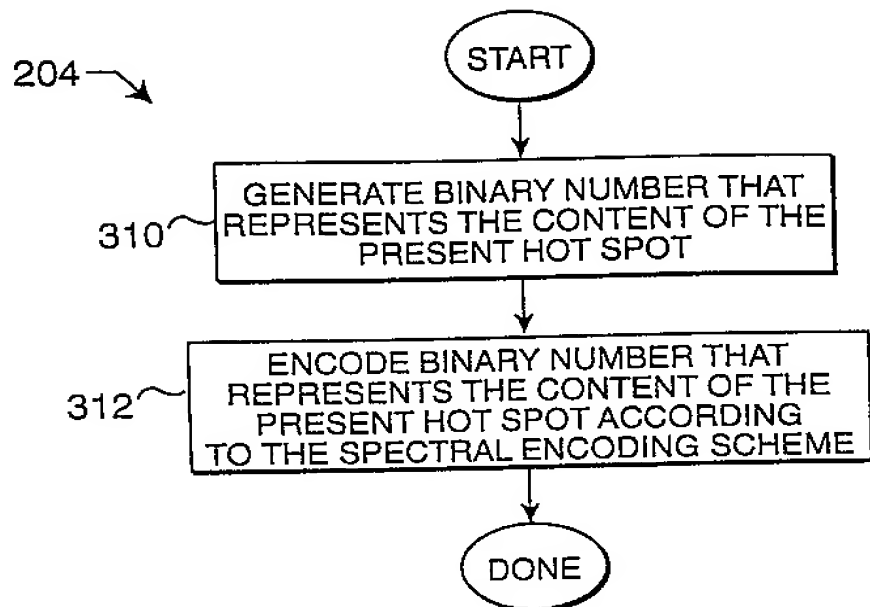 START
204
GENERATE BINARY NUMBER THAT
REPRESENTS THE CONTENT OF THE
PRESENT HOT SPOT
310
ENCODE BINARY NUMBER THAT
REPRESENTS THE CONTENT OF THE
PRESENT HOT SPOT ACCORDING
TO THE SPECTRAL ENCODING SCHEME
312
DONE